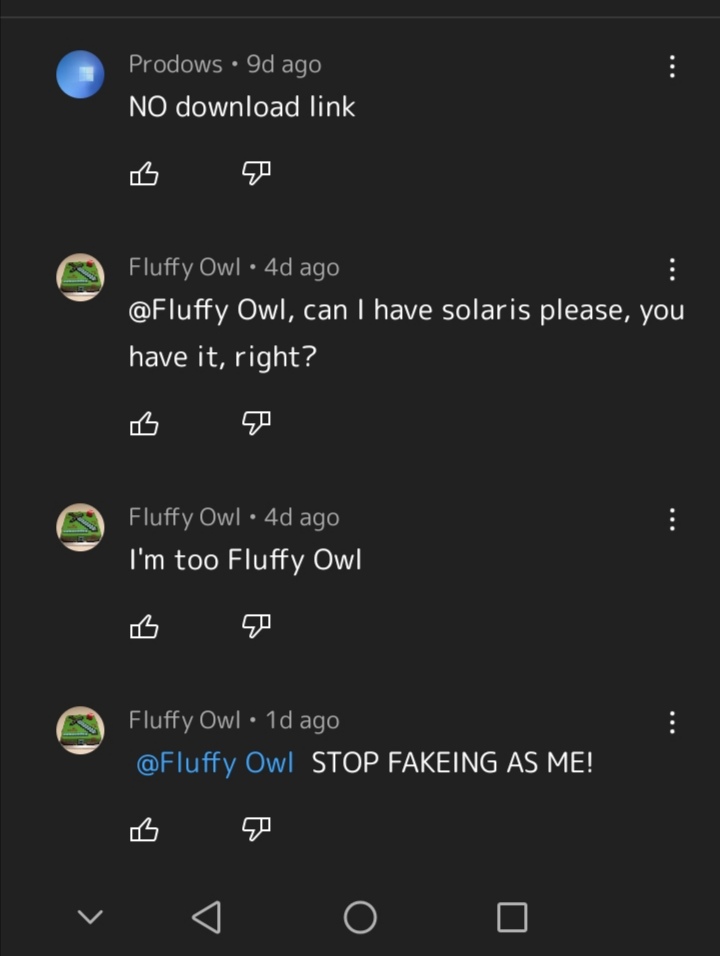 Prodows • 9d ago
NO download link
Fluffy Owl • 4d ago
@Fluffy Owl, can I have solaris please, you
have it, right?
Fluffy Owl • 4d ago
I'm too Fluffy Owl
Fluffy Owl • 1d ago
@Fluffy Owl STOP FAKEING AS ME!